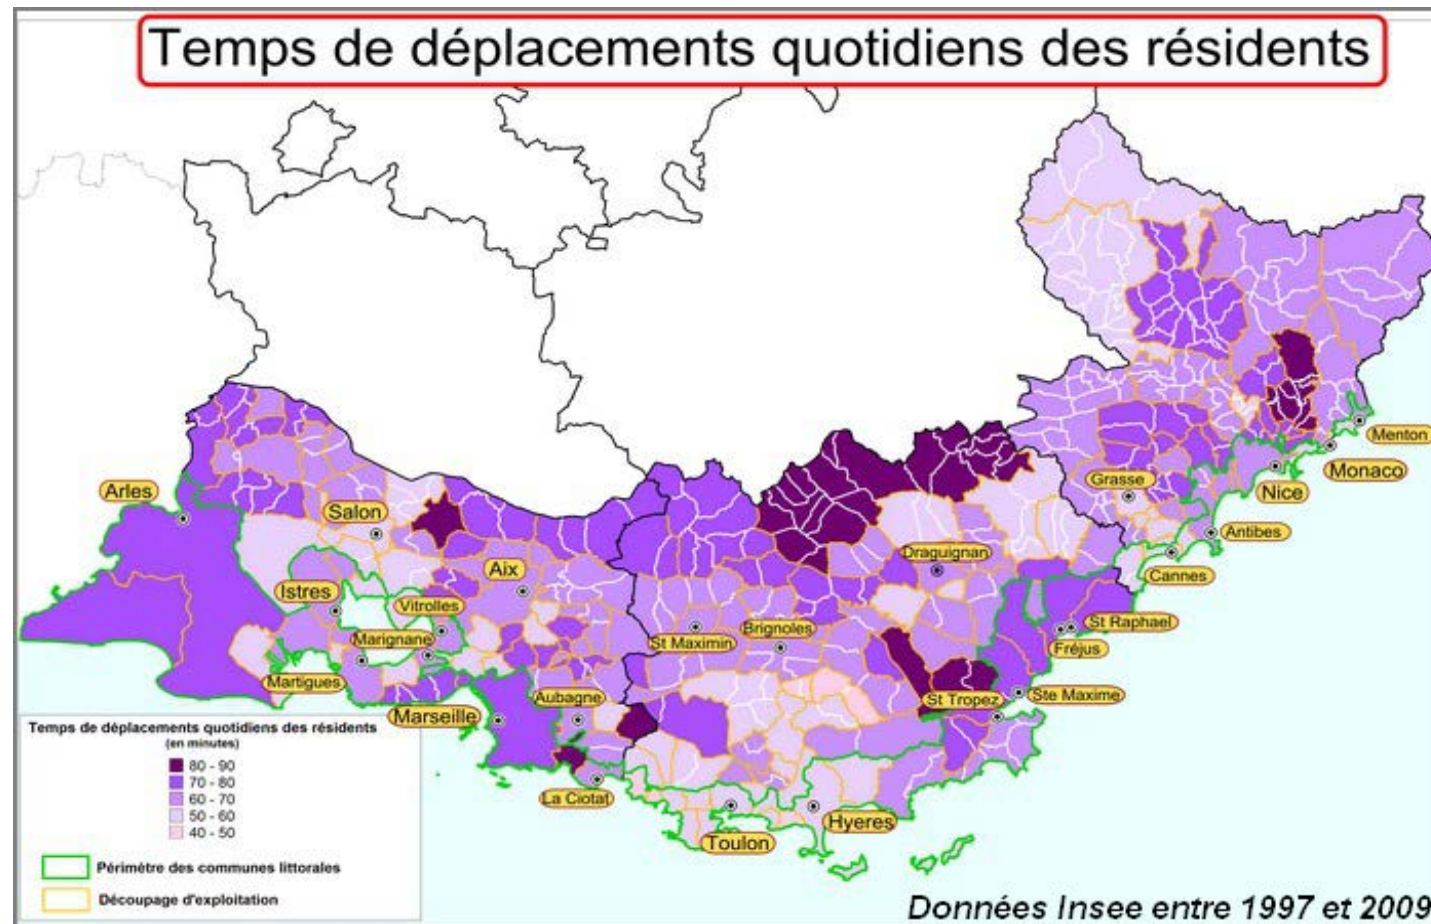 Temps de déplacements quotidiens des résidents
Menton
Monaco
Grasse
Nice
Arles
Salon
Antibes
Draguignan
Aix
Cannes
Istres
Vitrolles
St Raphael
Brignoles
St Maximin
Marignane
Fréjus
Martigues
Aubagne
St Tropez
Ste Maxime
Marseille
Temps de déplacements quotidiens des résidents
(en minutes)
80 - 90
70 - 80
60 - 70
50 - 60
40 - 50
La Ciotat
Hyeres
Toulon
Périmètre des communes littorales
Découpage d'exploitation
Données Insee entre 1997 et 2009